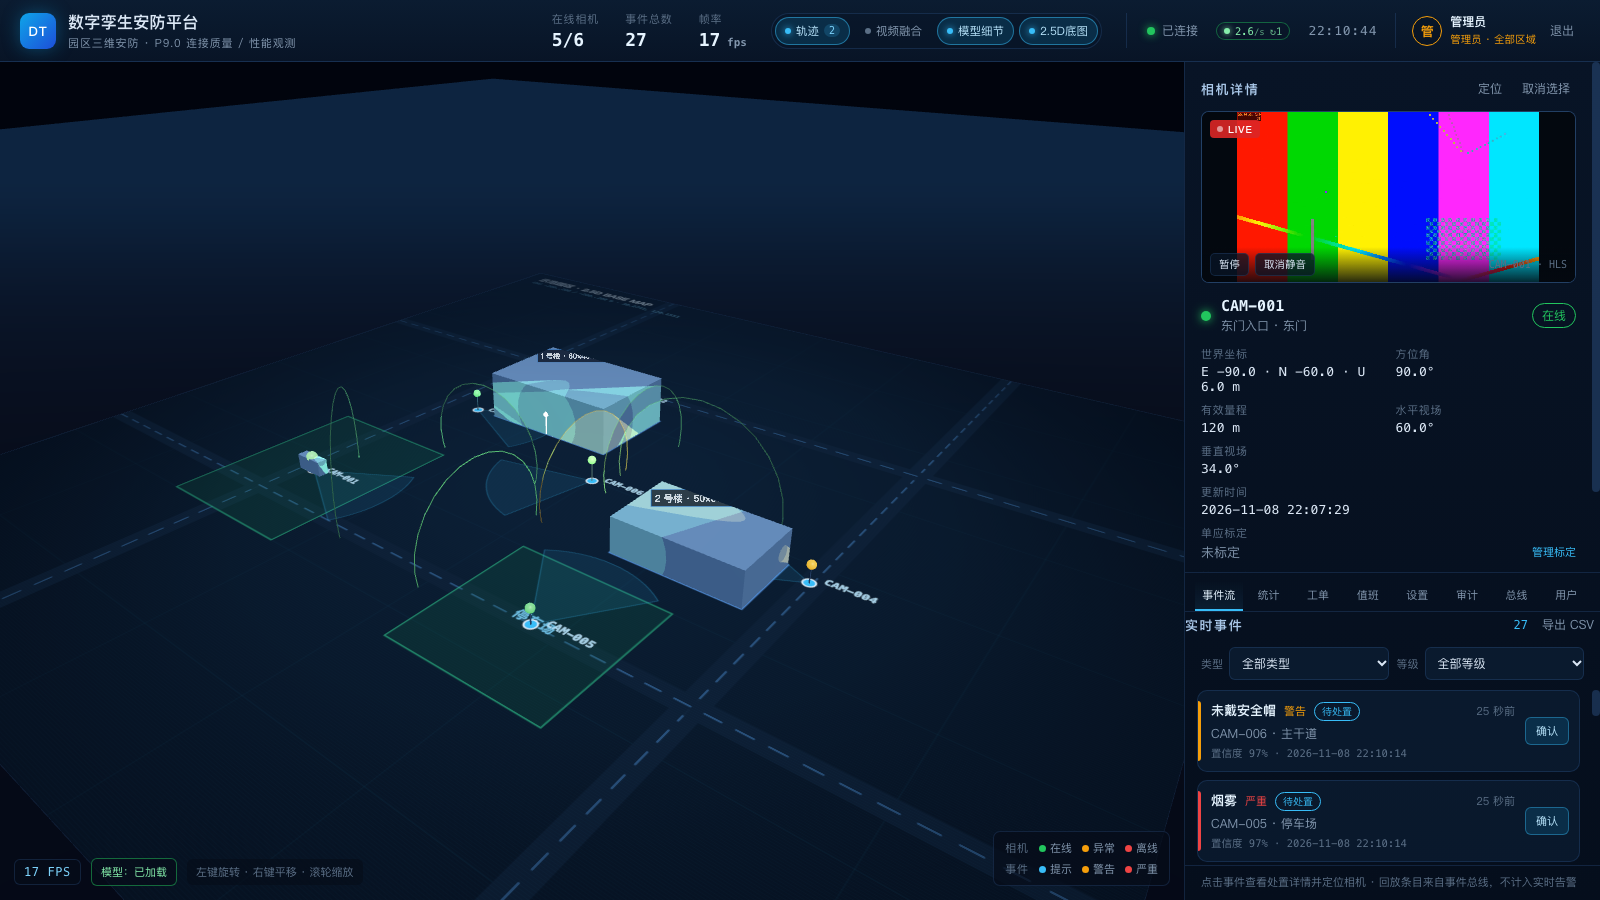 DT
数字孪生安防平台
园区三维安防 · P9.0 连接质量 / 性能观测
在线相机
5/6
事件总数
27
帧率
17 fps
轨迹 2
视频融合
模型细节
2.5D底图
已连接
2.6/s ↻1
22:10:44
管
管理员
管理员 · 全部区域
退出
1 号楼
CAM-001
CAM-006
2 号楼
CAM-004
CAM-005
17 FPS
模型: 已加载
左键旋转 · 右键平移 · 滚轮缩放
相机 在线 异常 离线
事件 提示 警告 严重
相机详情
定位
取消选择
LIVE
暂停
取消静音
HLS
CAM-001
东门入口 · 东门
在线
世界坐标
E -90.0 · N -60.0 · U 6.0 m
方位角
90.0°
有效量程
120 m
水平视场
60.0°
垂直视场
34.0°
更新时间
2026-11-08 22:07:29
单应标定
未标定
管理标定
事件流 统计 工单 值班 设置 审计 总线 用户
实时事件
27
导出 CSV
类型 全部类型
等级 全部等级
未戴安全帽 警告 待处置
25 秒前
CAM-006 · 主干道
置信度 97% · 2026-11-08 22:10:14
确认
烟雾 严重 待处置
25 秒前
CAM-005 · 停车场
置信度 97% · 2026-11-08 22:10:14
确认
点击事件查看处置详情并定位相机 · 回放条目来自事件总线, 不计入实时告警